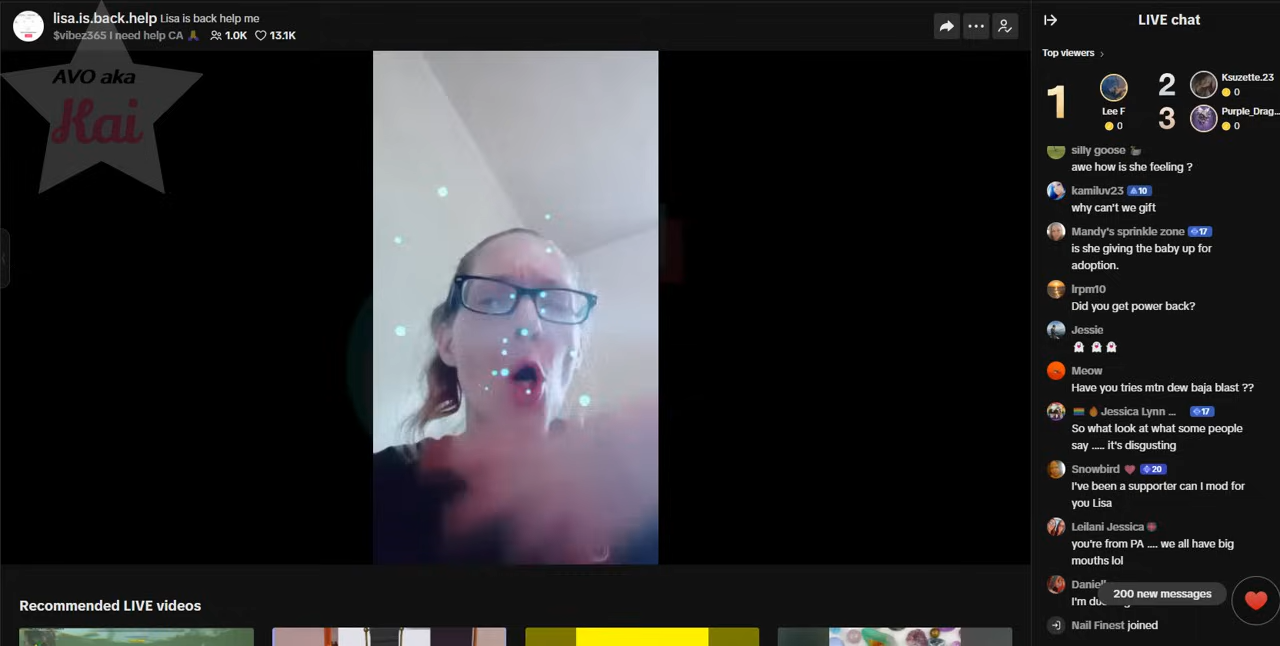 lisa.is.back.help Lisa is back help me
$vibez365 I need help CA 🙏 1.0K 13.1K
AVO aka
Kai
LIVE chat
Top viewers >
1
Lee F
0
2
Ksuzette.23
0
3
Purple_Drag...
0
silly goose 🪿
awe how is she feeling ?
kamiluv23 10
why can't we gift
Mandy's sprinkle zone 17
is she giving the baby up for
adoption.
lrpm10
Did you get power back?
Jessie
👻 👻 👻
Meow
Have you tries mtn dew baja blast ??
Jessica Lynn ... 17
So what look at what some people
say ..... it's disgusting
Snowbird 20
I've been a supporter can I mod for
you Lisa
Leilani Jessica
you're from PA .... we all have big
mouths lol
200 new messages
Nail Finest joined
Recommended LIVE videos